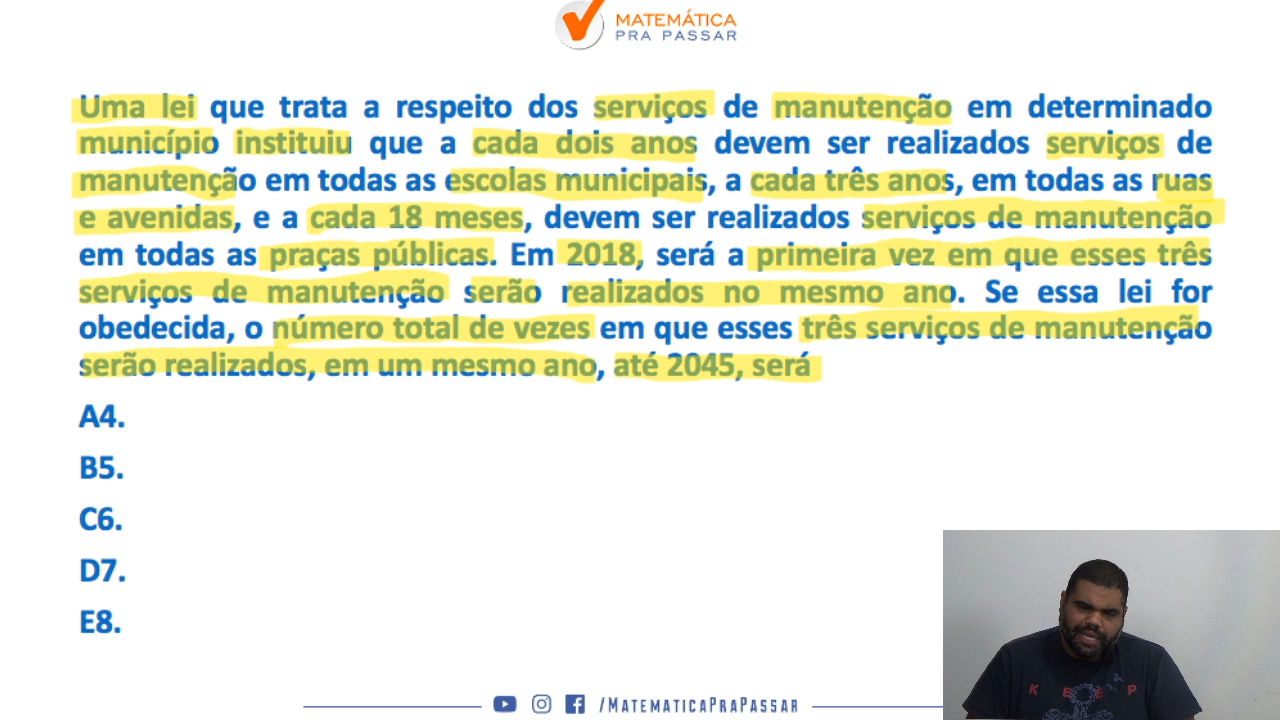 MATEMÁTICA
PRA PASSAR
Uma lei que trata a respeito dos serviços de manutenção em determinado
município instituiu que a cada dois anos devem ser realizados serviços de
manutenção em todas as escolas municipais, a cada três anos, em todas as ruas
e avenidas, e a cada 18 meses, devem ser realizados serviços de manutenção
em todas as praças públicas. Em 2018, será a primeira vez em que esses três
serviços de manutenção serão realizados no mesmo ano. Se essa lei for
obedecida, o número total de vezes em que esses três serviços de manutenção
serão realizados, em um mesmo ano, até 2045, será
A4.
B5.
C6.
D7.
E8.
K E E P
/MATEMATICAPRAPASSAR